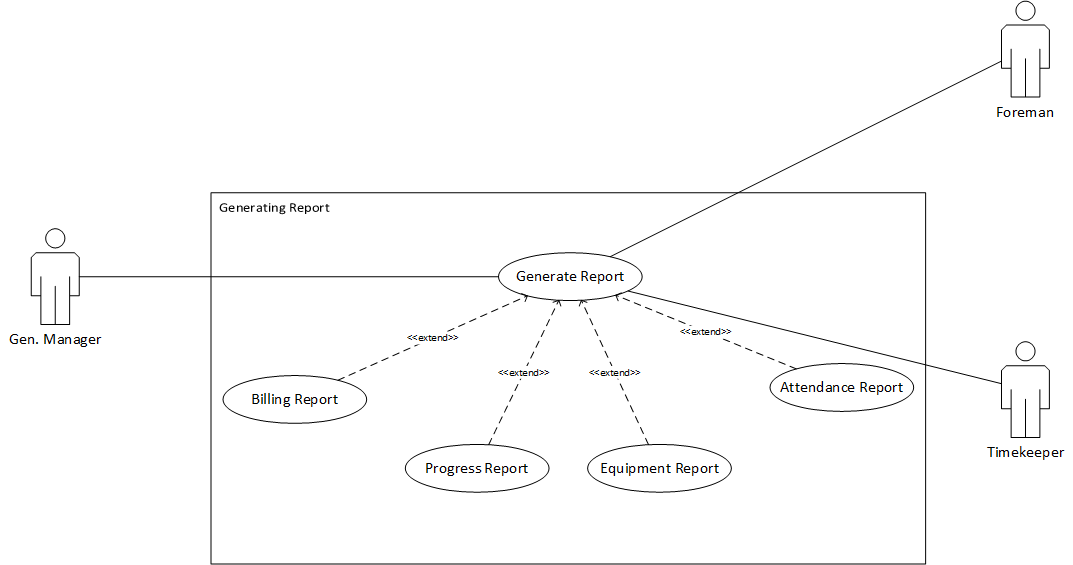 Foreman
Generating Report
Generate Report
Gen. Manager
<<extend>>
<<extend>>
<<extend>>
<<extend>>
Billing Report
Attendance Report
Timekeeper
Progress Report
Equipment Report